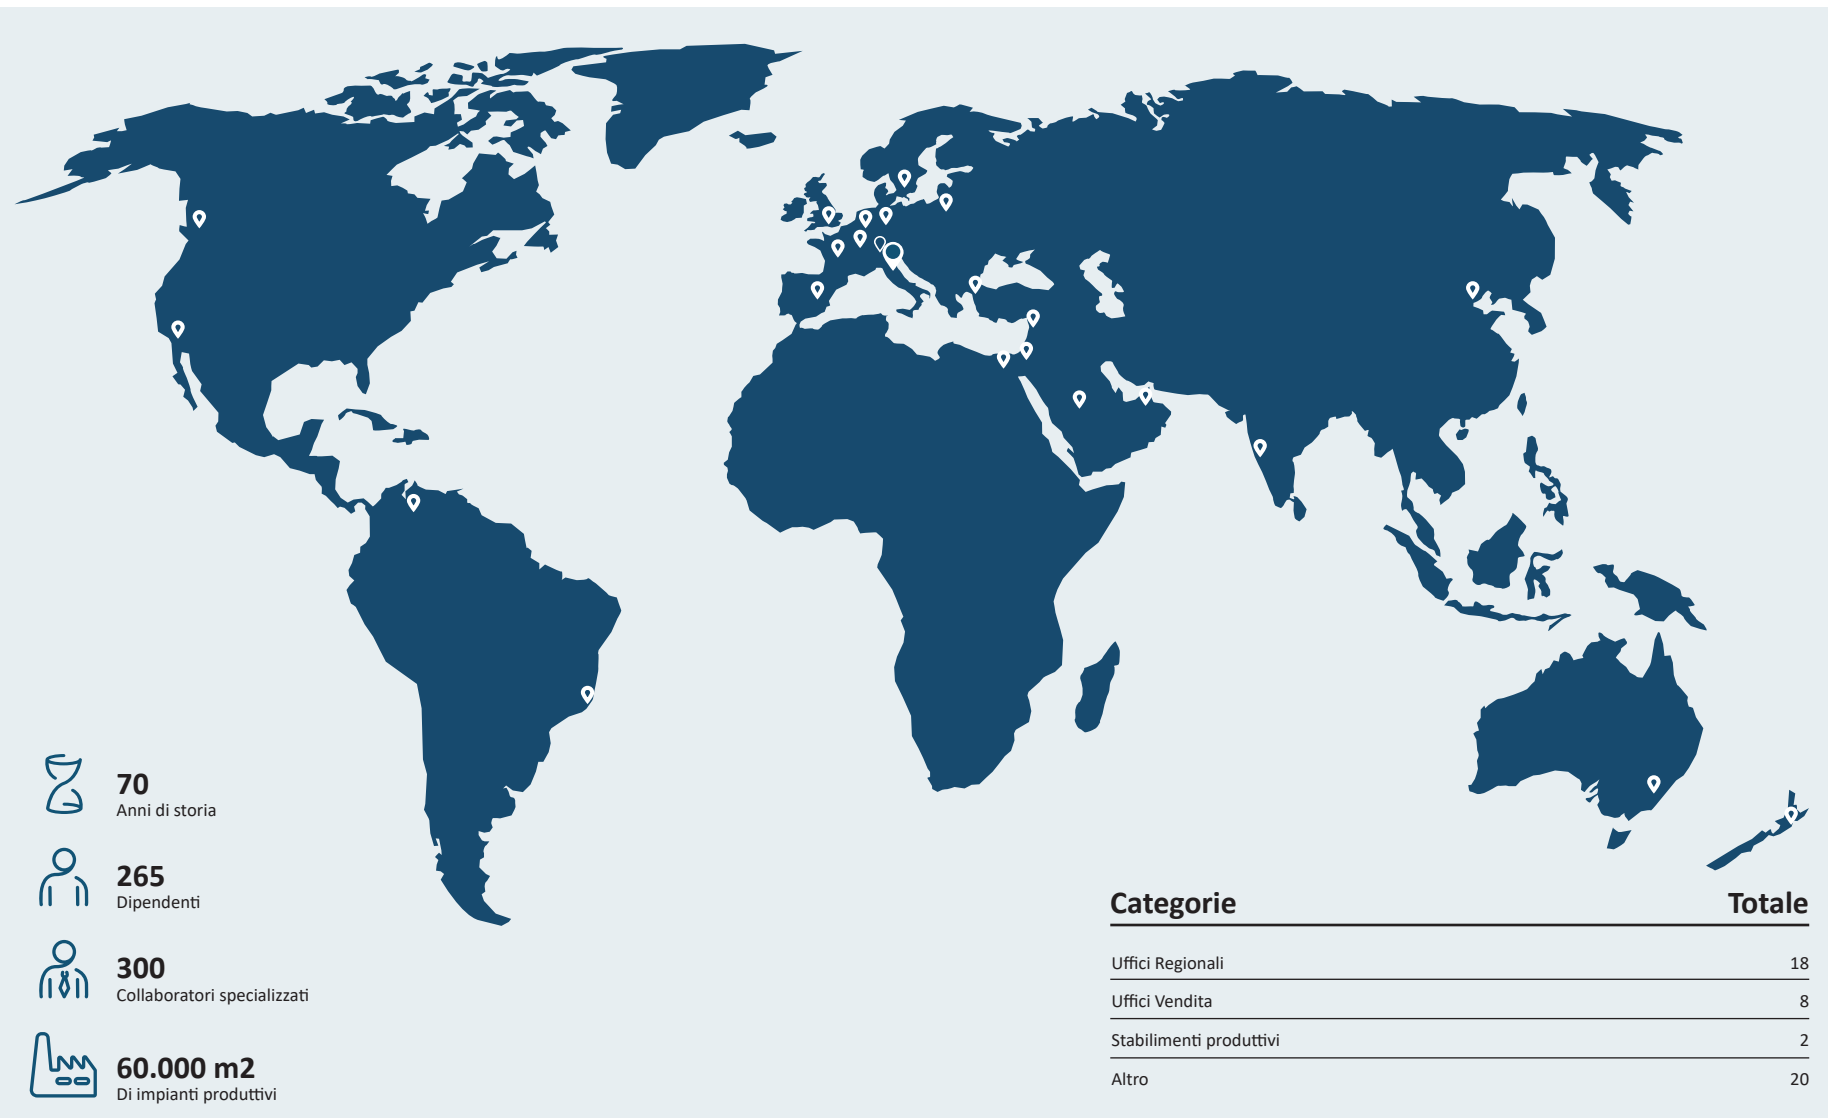 70
Anni di storia
265
Dipendenti
300
Collaboratori specializzati
60.000 m2
Di impianti produttivi
Categorie Totale
Uffici Regionali 18
Uffici Vendita 8
Stabilimenti produttivi 2
Altro 20